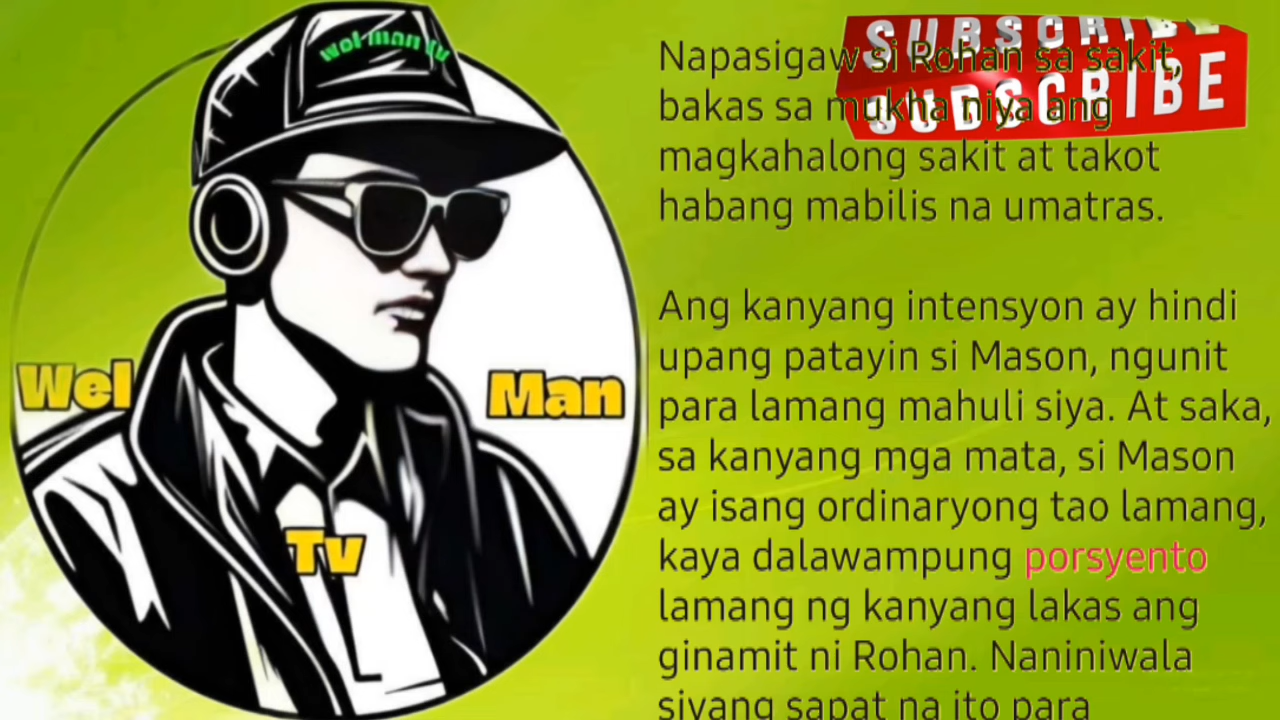 wel man tv
Wel
Man
Tv
SUBSCRIBE
SUBSCRIBE
Napasigaw si Rohan sa sakit,
bakas sa mukha niya ang
magkahalong sakit at takot
habang mabilis na umatras.
Ang kanyang intensyon ay hindi
upang patayin si Mason, ngunit
para lamang mahuli siya. At saka,
sa kanyang mga mata, si Mason
ay isang ordinaryong tao lamang,
kaya dalawampung porsyento
lamang ng kanyang lakas ang
ginamit ni Rohan. Naniniwala
siyang sapat na ito para